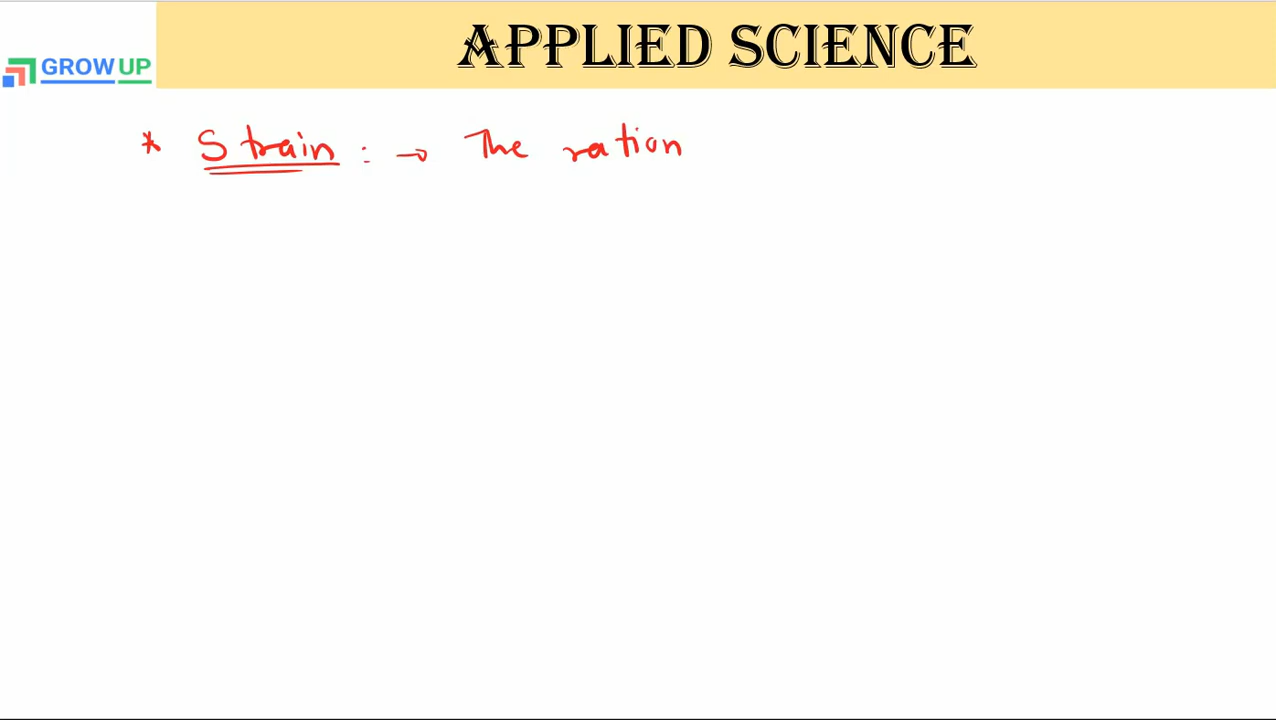 APPLIED SCIENCE
GROW UP
* Strain : → The ration